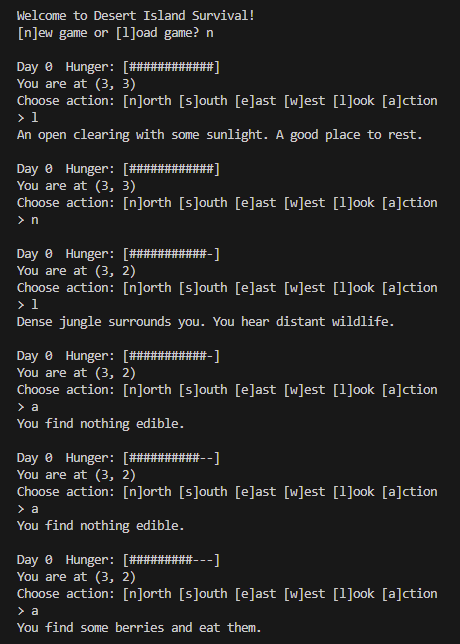 Welcome to Desert Island Survival!
[n]ew game or [l]oad game? n

Day 0  Hunger: [############]
You are at (3, 3)
Choose action: [n]orth [s]outh [e]ast [w]est [l]ook [a]ction
> l
An open clearing with some sunlight. A good place to rest.

Day 0  Hunger: [############]
You are at (3, 3)
Choose action: [n]orth [s]outh [e]ast [w]est [l]ook [a]ction
> n

Day 0  Hunger: [###########-]
You are at (3, 2)
Choose action: [n]orth [s]outh [e]ast [w]est [l]ook [a]ction
> l
Dense jungle surrounds you. You hear distant wildlife.

Day 0  Hunger: [###########-]
You are at (3, 2)
Choose action: [n]orth [s]outh [e]ast [w]est [l]ook [a]ction
> a
You find nothing edible.

Day 0  Hunger: [##########--]
You are at (3, 2)
Choose action: [n]orth [s]outh [e]ast [w]est [l]ook [a]ction
> a
You find nothing edible.

Day 0  Hunger: [#########---]
You are at (3, 2)
Choose action: [n]orth [s]outh [e]ast [w]est [l]ook [a]ction
> a
You find some berries and eat them.